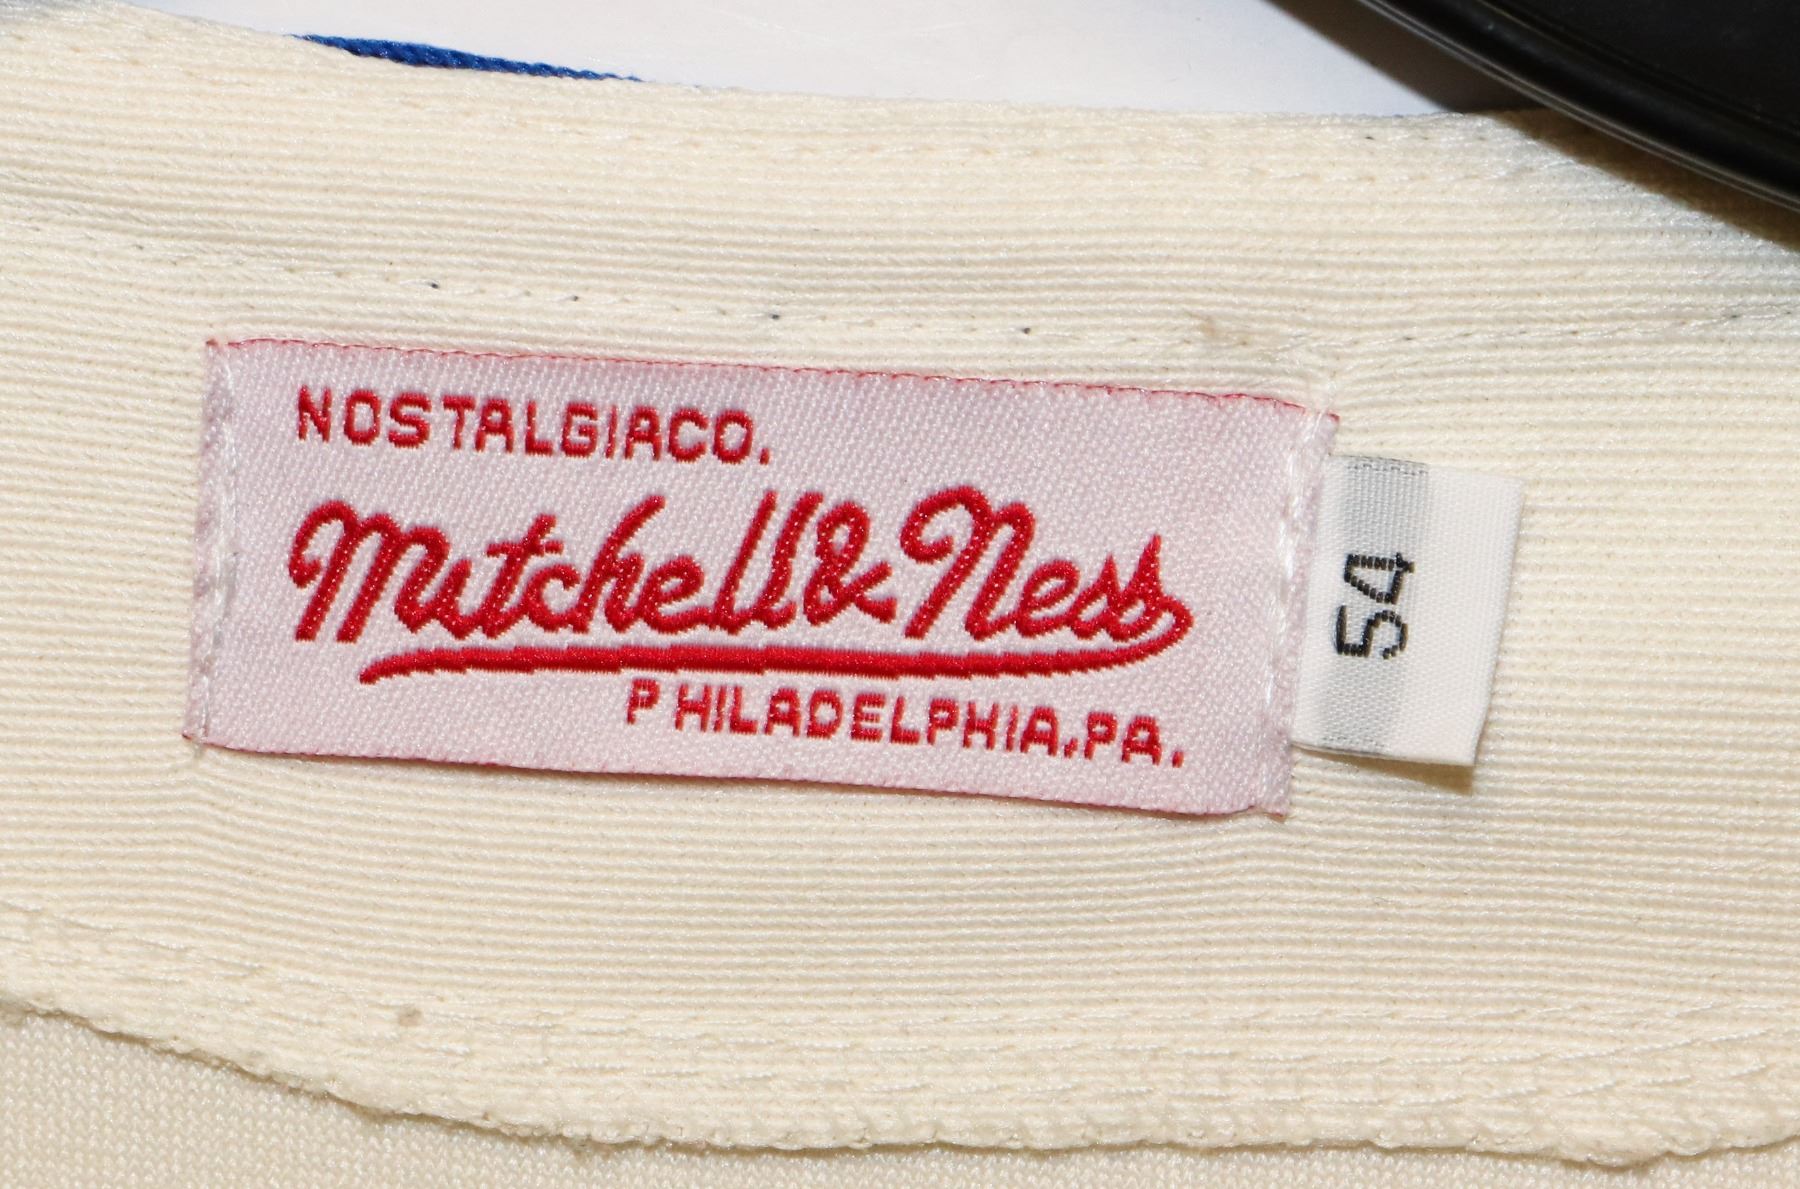 NOSTALGIACO.
Mitchell & Ness
PHILADELPHIA, PA.
54